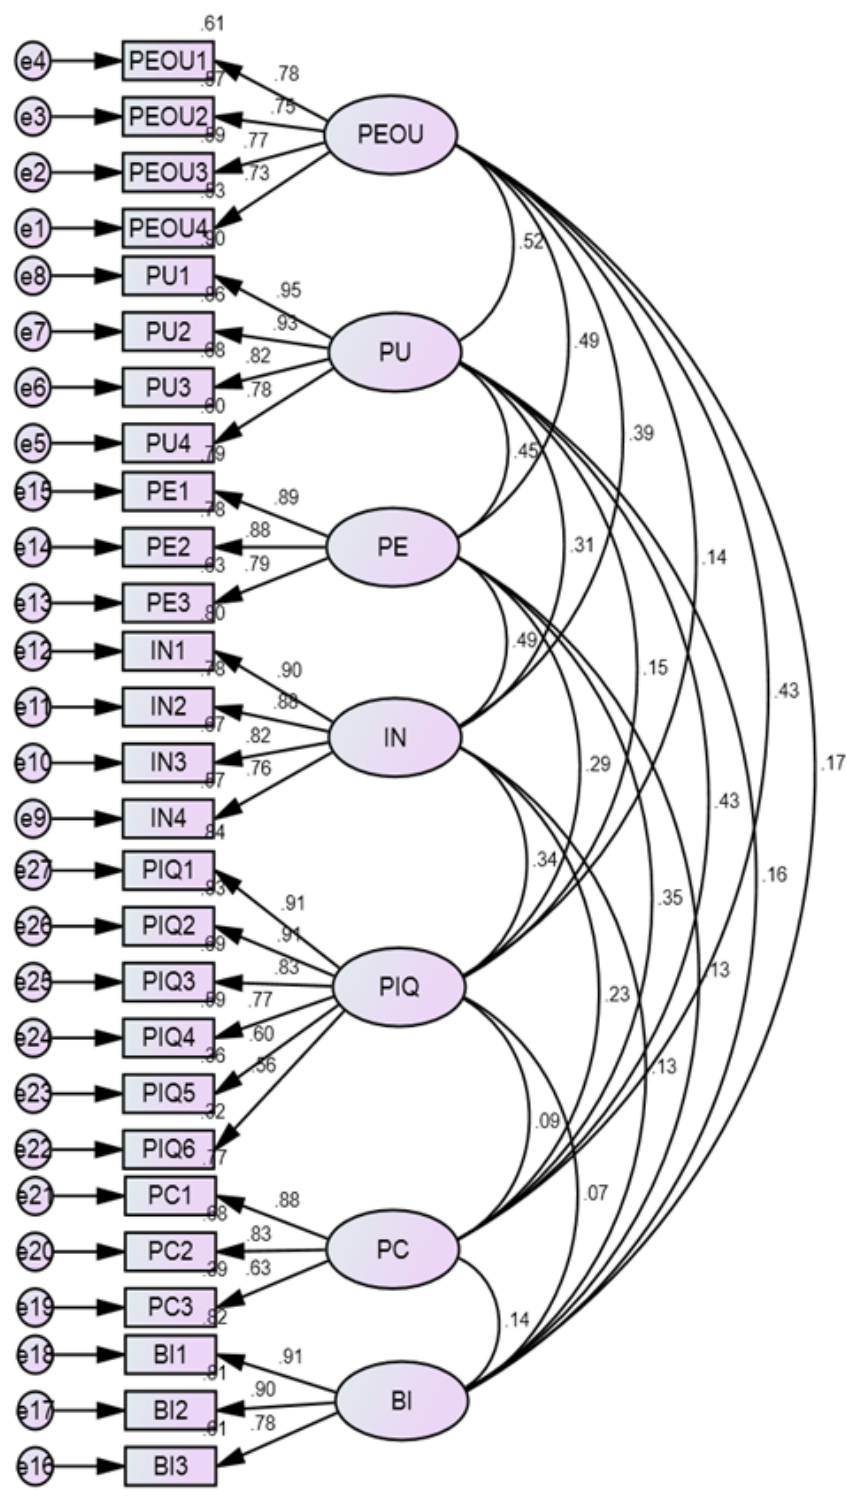 .61
e4 PEOU1 .78
.57
e3 PEOU2 .75 PEOU
.59
e2 PEOU3 .77
.53 .73
e1 PEOU4
.90 .52
e8 PU1
.86 .95
e7 PU2 .93
.68 PU .49
e6 PU3 .82
.60 .78
e5 PU4 .39
.79 .45
e15 PE1 .89
.78
e14 PE2 .88 PE .31 .14
.63 .79
e13 PE3
.80
e12 IN1 .49
.78 .90 .15
e11 IN2 .88 .43
.67
e10 IN3 .82 IN .29 .17
.57 .76
e9 IN4 .43
.84
e27 PIQ1 .34 .16
.83 .91 .35
e26 PIQ2 .91
.69
e25 PIQ3 .83 PIQ .13
.59 .77 .23
e24 PIQ4 .60
.36 .56 .13
e23 PIQ5
.32 .09
e22 PIQ6
.77
e21 PC1 .88 .07
.68
e20 PC2 .83 PC
.39 .63
e19 PC3
.82 .14
e18 BI1 .91
.81
e17 BI2 .90 BI
.61 .78
e16 BI3